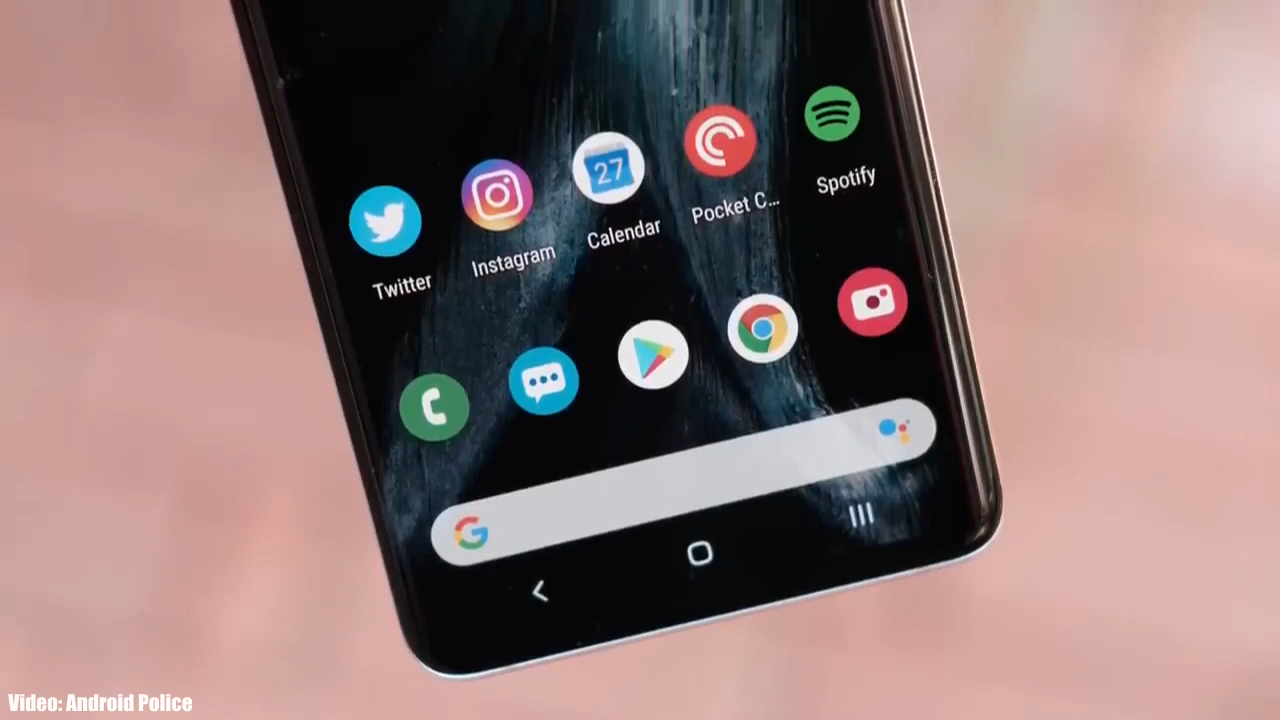 Twitter
Instagram
27
Calendar
Pocket C...
Spotify
G
Video: Android Police